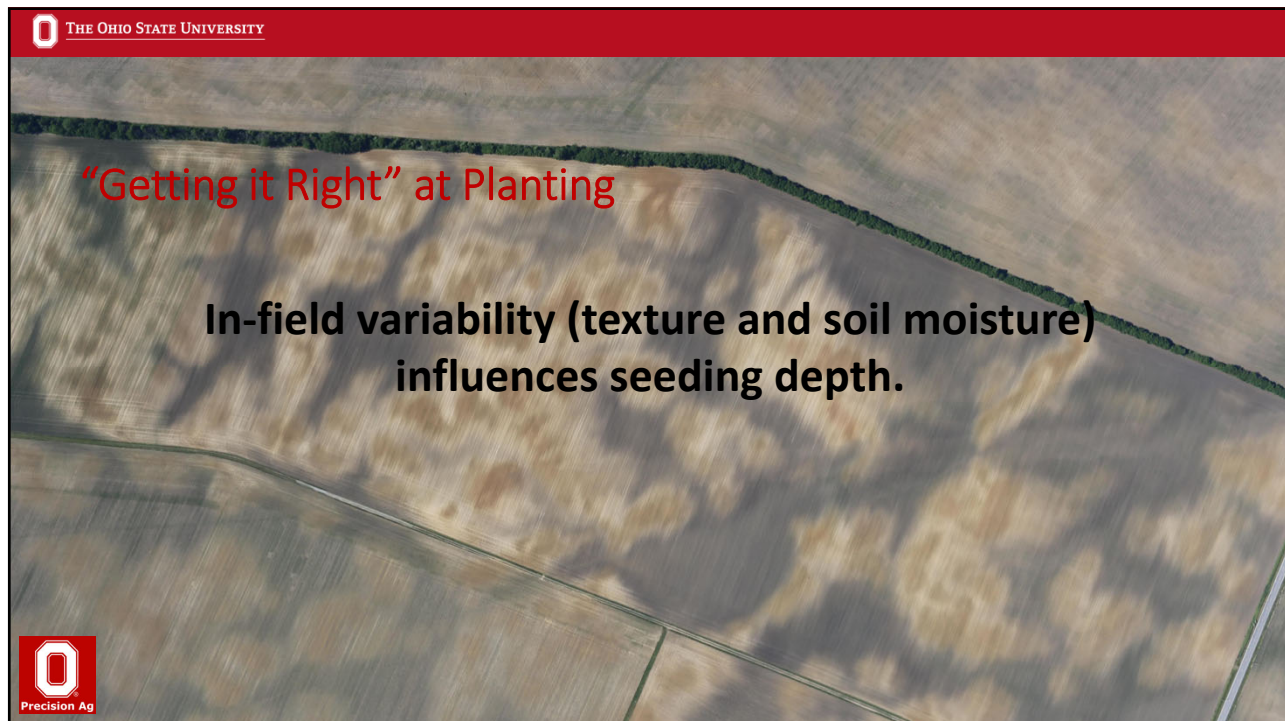 THE OHIO STATE UNIVERSITY
“Getting it Right” at Planting
In-field variability (texture and soil moisture)
influences seeding depth.
Precision Ag